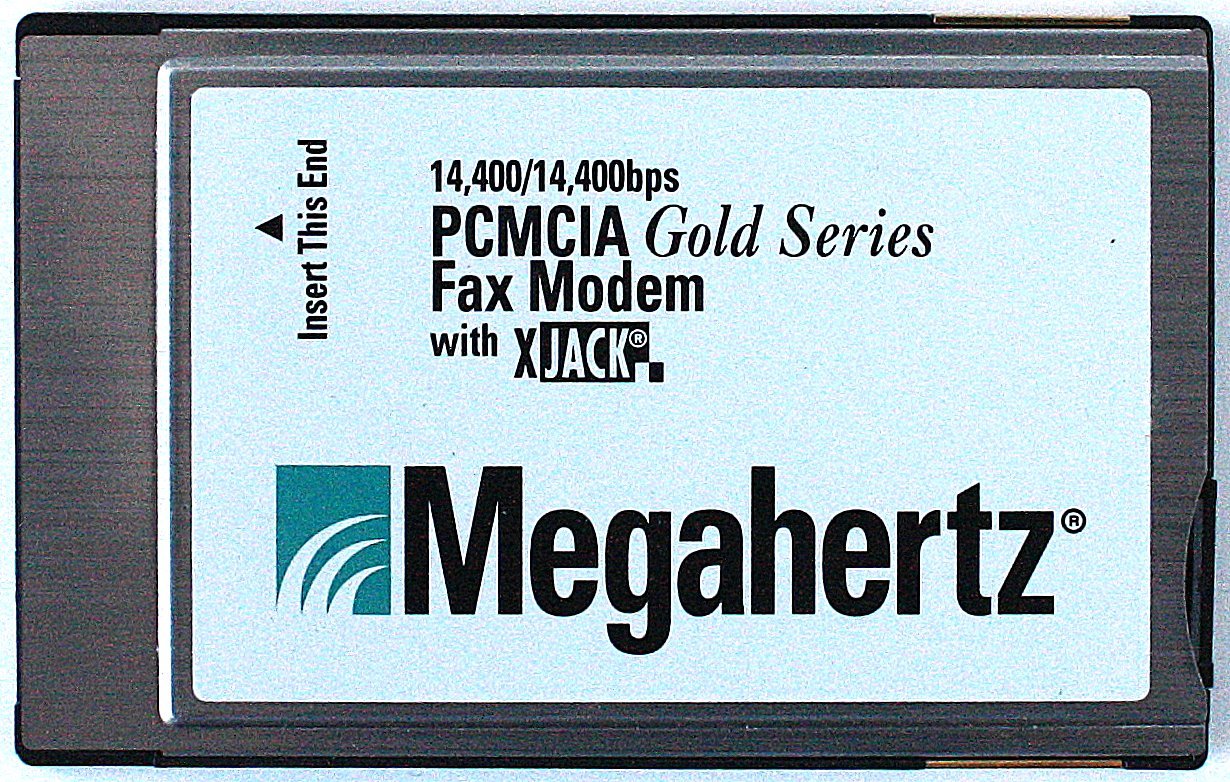 Insert This End
14,400/14,400bps
PCMCIA Gold Series
Fax Modem
with XJACK®
Megahertz®